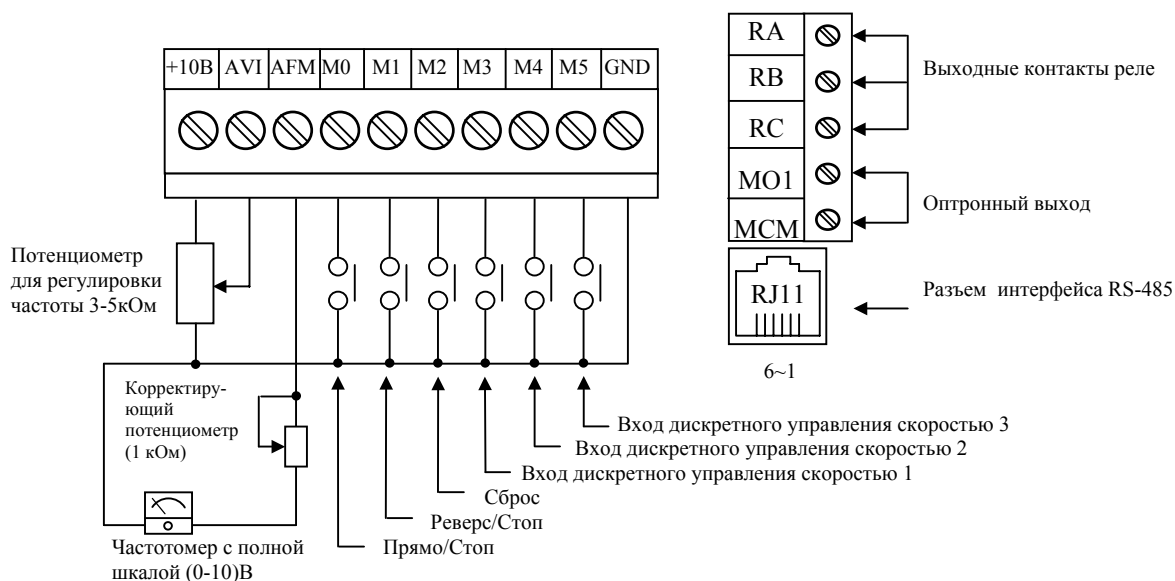 +10В AVI AFM M0 M1 M2 M3 M4 M5 GND
RA
RB
RC
MO1
MCM
Выходные контакты реле
Оптронный выход
RJ11
Разъем интерфейса RS-485
6~1
Потенциометр
для регулировки
частоты 3-5кОм
Корректиру-
ющий
потенциометр
(1 кОм)
Вход дискретного управления скоростью 3
Вход дискретного управления скоростью 2
Вход дискретного управления скоростью 1
Сброс
Реверс/Стоп
Прямо/Стоп
Частотомер с полной
шкалой (0-10)В